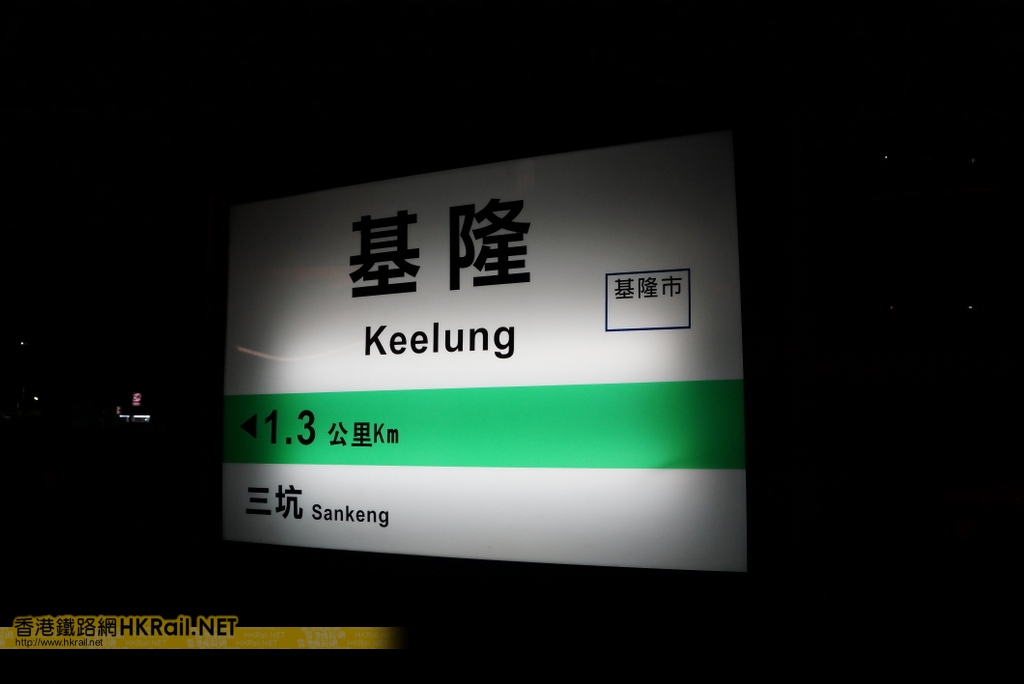 基隆
Keelung
基隆市
◀1.3 公里Km
三坑 Sankeng
香港鐵路網HKRail.NET
http://www.hkrail.net